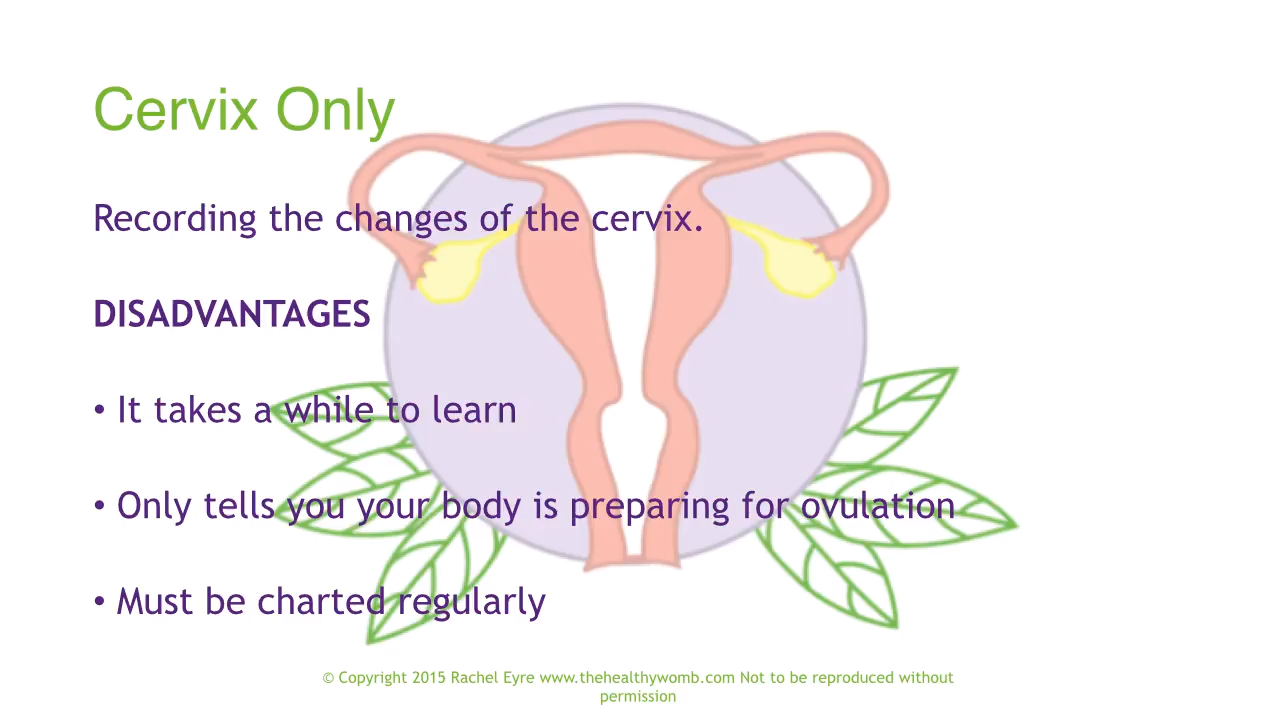 Cervix Only
Recording the changes of the cervix.
DISADVANTAGES
• It takes a while to learn
• Only tells you your body is preparing for ovulation
• Must be charted regularly
© Copyright 2015 Rachel Eyre www.thehealthywomb.com Not to be reproduced without
permission